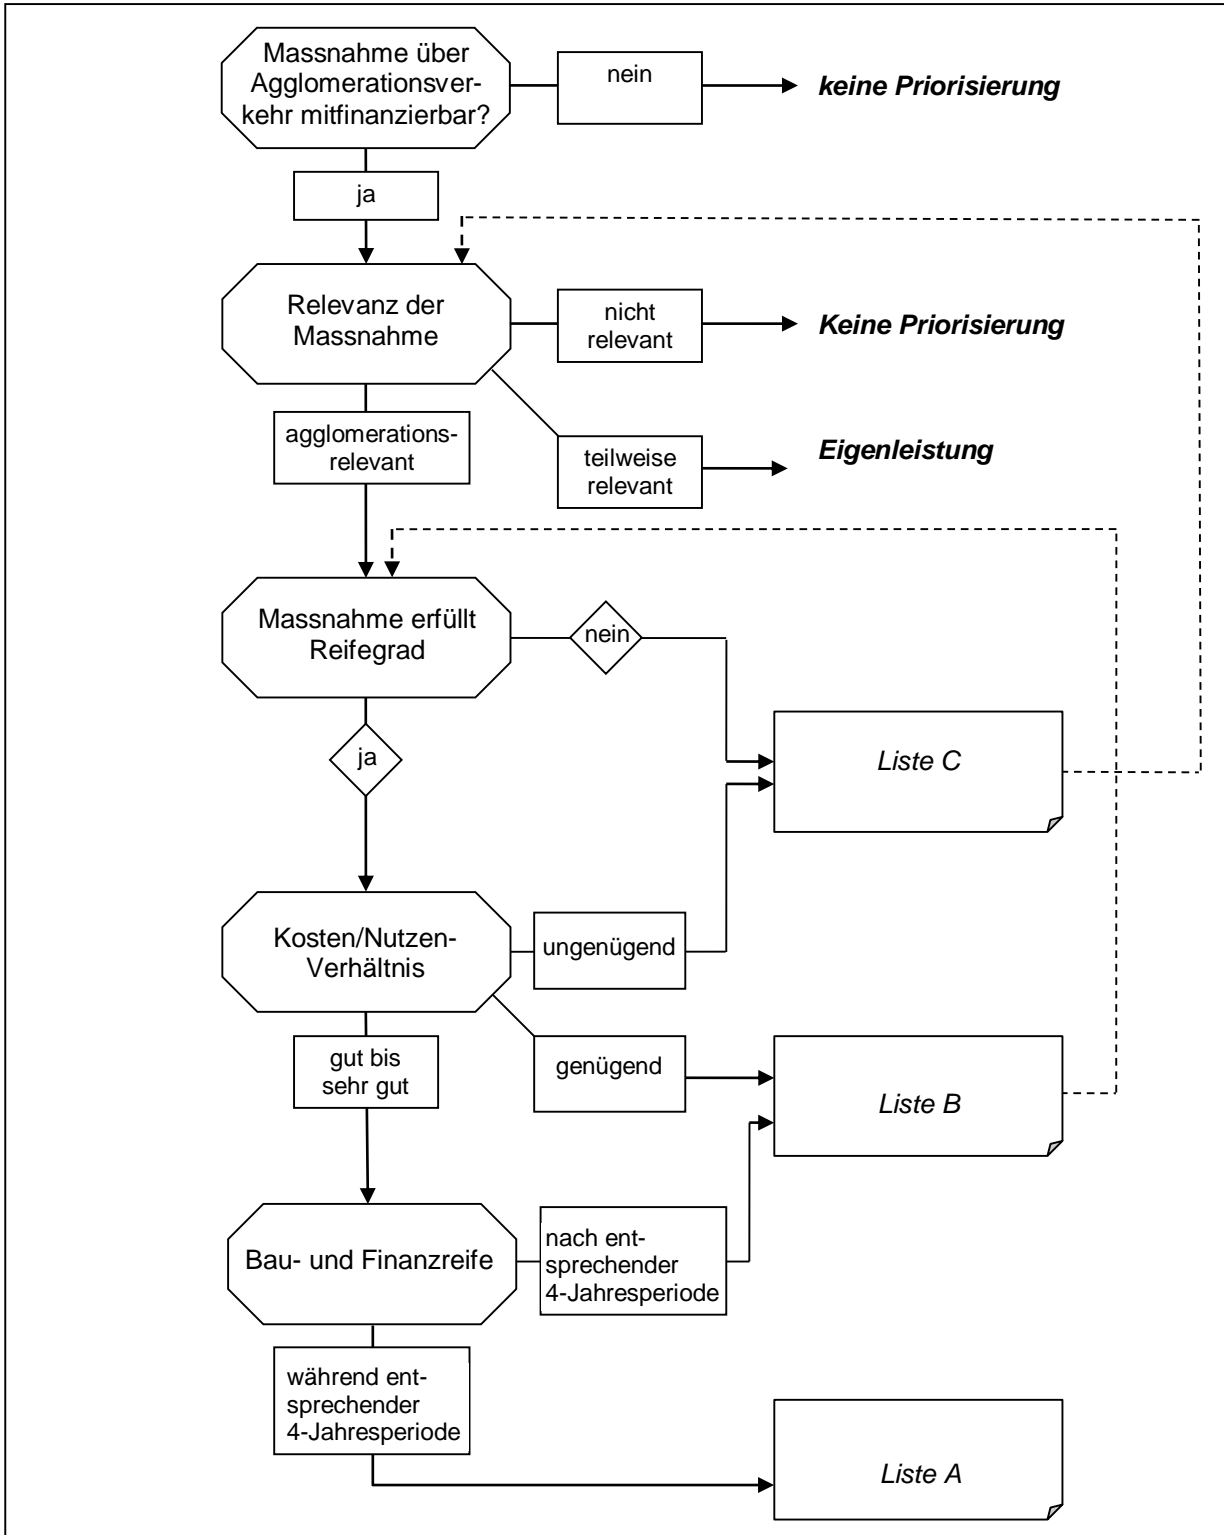 Massnahme über
Agglomerationsver-
kehr mitfinanzierbar?
nein
keine Priorisierung
ja
Relevanz der
Massnahme
nicht
relevant
Keine Priorisierung
agglomerations-
relevant
teilweise
relevant
Eigenleistung
Massnahme erfüllt
Reifegrad
nein
ja
Liste C
Kosten/Nutzen-
Verhältnis
ungenügend
gut bis
sehr gut
genügend
Liste B
Bau- und Finanzreife
nach ent-
sprechender
4-Jahresperiode
während ent-
sprechender
4-Jahresperiode
Liste A